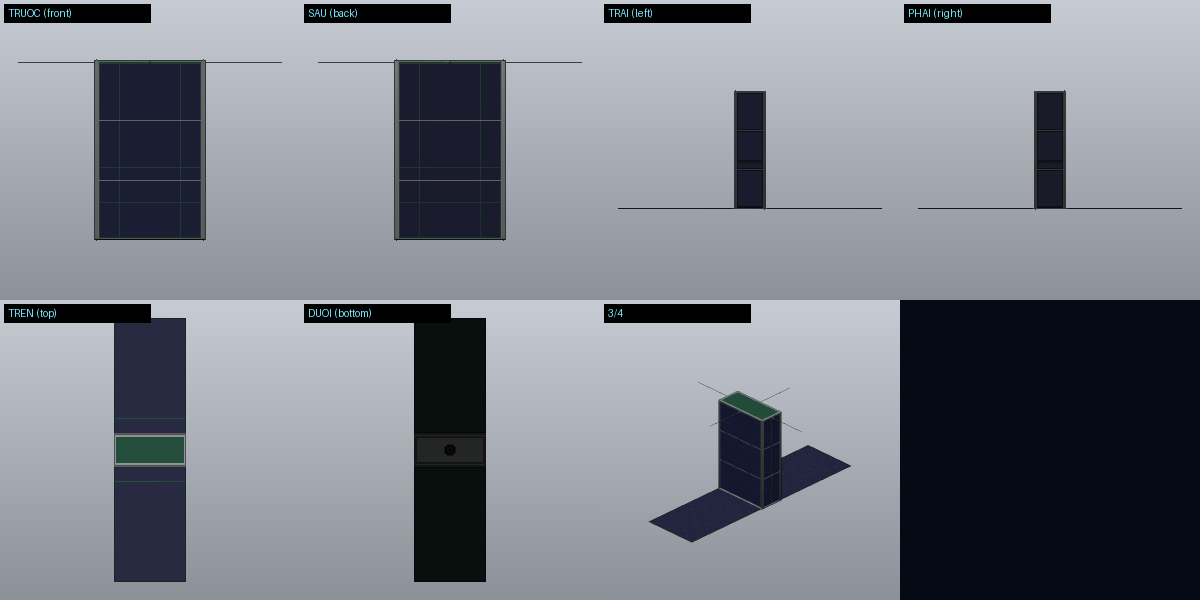 TRUOC (front)
SAU (back)
TRAI (left)
PHAI (right)
TREN (top)
DUOI (bottom)
3/4